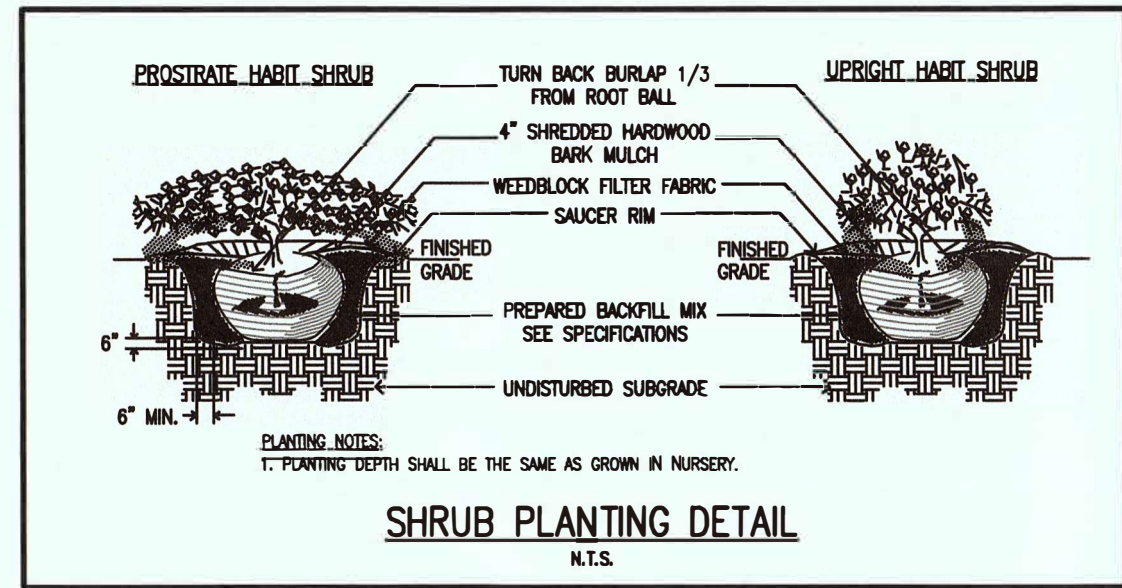 PROSTRATE HABIT SHRUB
TURN BACK BURLAP 1/3
FROM ROOT BALL
UPRIGHT HABIT SHRUB
4" SHREDDED HARDWOOD
BARK MULCH
WEEDBLOCK FILTER FABRIC
SAUCER RIM
FINISHED
GRADE
FINISHED
GRADE
PREPARED BACKFILL MIX
SEE SPECIFICATIONS
6"
UNDISTURBED SUBGRADE
6" MIN.
PLANTING NOTES:
1. PLANTING DEPTH SHALL BE THE SAME AS GROWN IN NURSERY.
SHRUB PLANTING DETAIL
N.T.S.